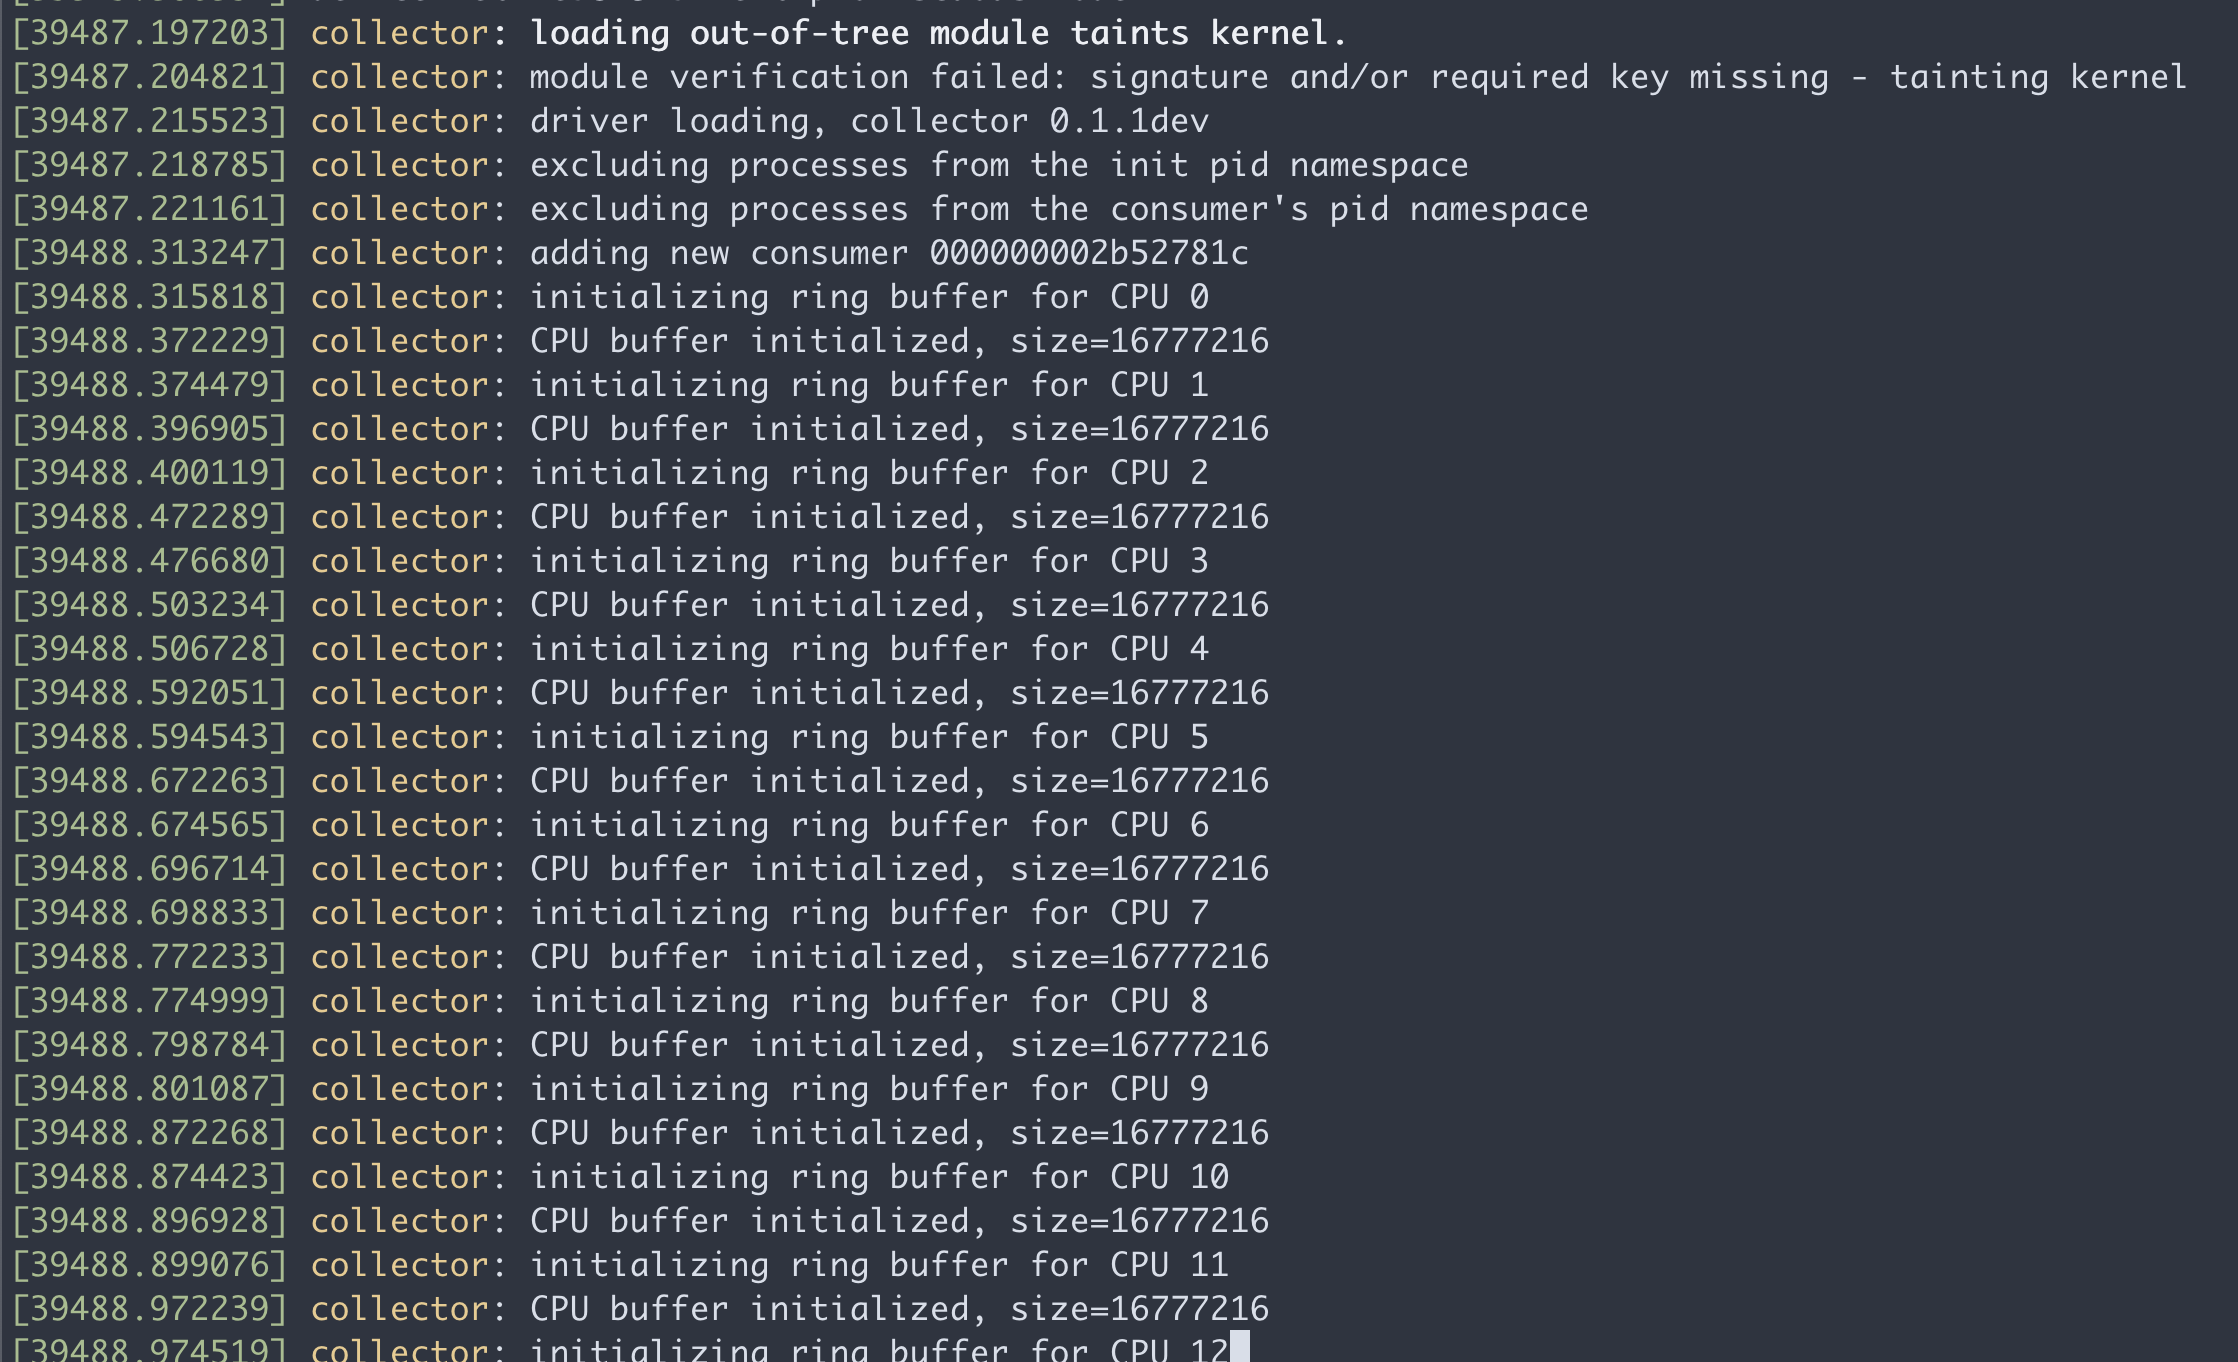 [39487.197203] collector: loading out-of-tree module taints kernel.
[39487.204821] collector: module verification failed: signature and/or required key missing - tainting kernel
[39487.215523] collector: driver loading, collector 0.1.1dev
[39487.218785] collector: excluding processes from the init pid namespace
[39487.221161] collector: excluding processes from the consumer's pid namespace
[39488.313247] collector: adding new consumer 000000002b52781c
[39488.315818] collector: initializing ring buffer for CPU 0
[39488.372229] collector: CPU buffer initialized, size=16777216
[39488.374479] collector: initializing ring buffer for CPU 1
[39488.396905] collector: CPU buffer initialized, size=16777216
[39488.400119] collector: initializing ring buffer for CPU 2
[39488.472289] collector: CPU buffer initialized, size=16777216
[39488.476680] collector: initializing ring buffer for CPU 3
[39488.503234] collector: CPU buffer initialized, size=16777216
[39488.506728] collector: initializing ring buffer for CPU 4
[39488.592051] collector: CPU buffer initialized, size=16777216
[39488.594543] collector: initializing ring buffer for CPU 5
[39488.672263] collector: CPU buffer initialized, size=16777216
[39488.674565] collector: initializing ring buffer for CPU 6
[39488.696714] collector: CPU buffer initialized, size=16777216
[39488.698833] collector: initializing ring buffer for CPU 7
[39488.772233] collector: CPU buffer initialized, size=16777216
[39488.774999] collector: initializing ring buffer for CPU 8
[39488.798784] collector: CPU buffer initialized, size=16777216
[39488.801087] collector: initializing ring buffer for CPU 9
[39488.872268] collector: CPU buffer initialized, size=16777216
[39488.874423] collector: initializing ring buffer for CPU 10
[39488.896928] collector: CPU buffer initialized, size=16777216
[39488.899076] collector: initializing ring buffer for CPU 11
[39488.972239] collector: CPU buffer initialized, size=16777216
[39488.974519] collector: initializing ring buffer for CPU 12